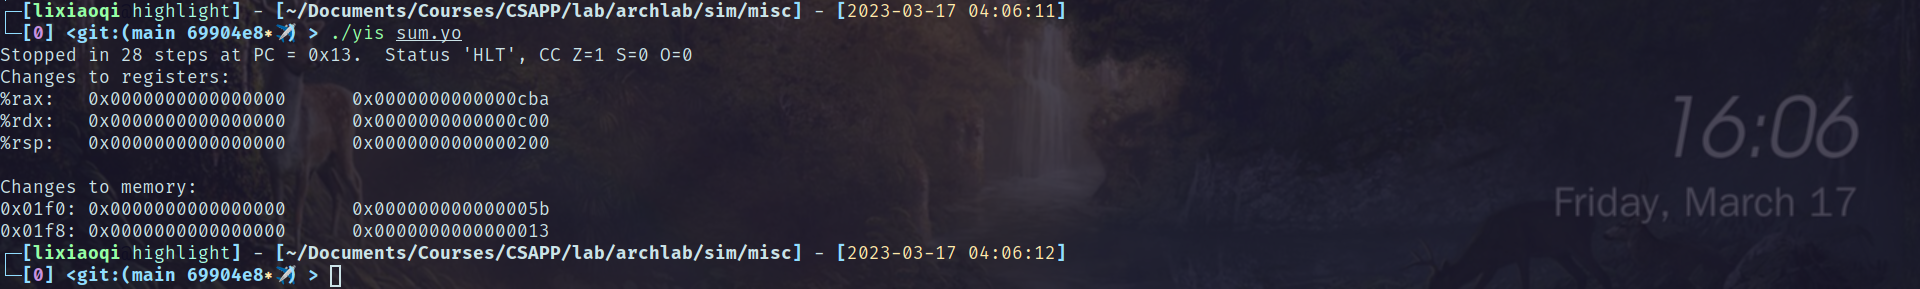 [lixiaoqi highlight] - [~/Documents/Courses/CSAPP/lab/archlab/sim/misc] - [2023-03-17 04:06:11]
[0] <git:(main 69904e8*✈) > ./yis sum.yo
Stopped in 28 steps at PC = 0x13.  Status 'HLT', CC Z=1 S=0 O=0
Changes to registers:
%rax:   0x0000000000000000      0x0000000000000cba
%rdx:   0x0000000000000000      0x0000000000000c00
%rsp:   0x0000000000000000      0x0000000000000200
Changes to memory:
0x01f0: 0x0000000000000000      0x000000000000005b
0x01f8: 0x0000000000000000      0x0000000000000013
[lixiaoqi highlight] - [~/Documents/Courses/CSAPP/lab/archlab/sim/misc] - [2023-03-17 04:06:12]
[0] <git:(main 69904e8*✈) >
16:06
Friday, March 17